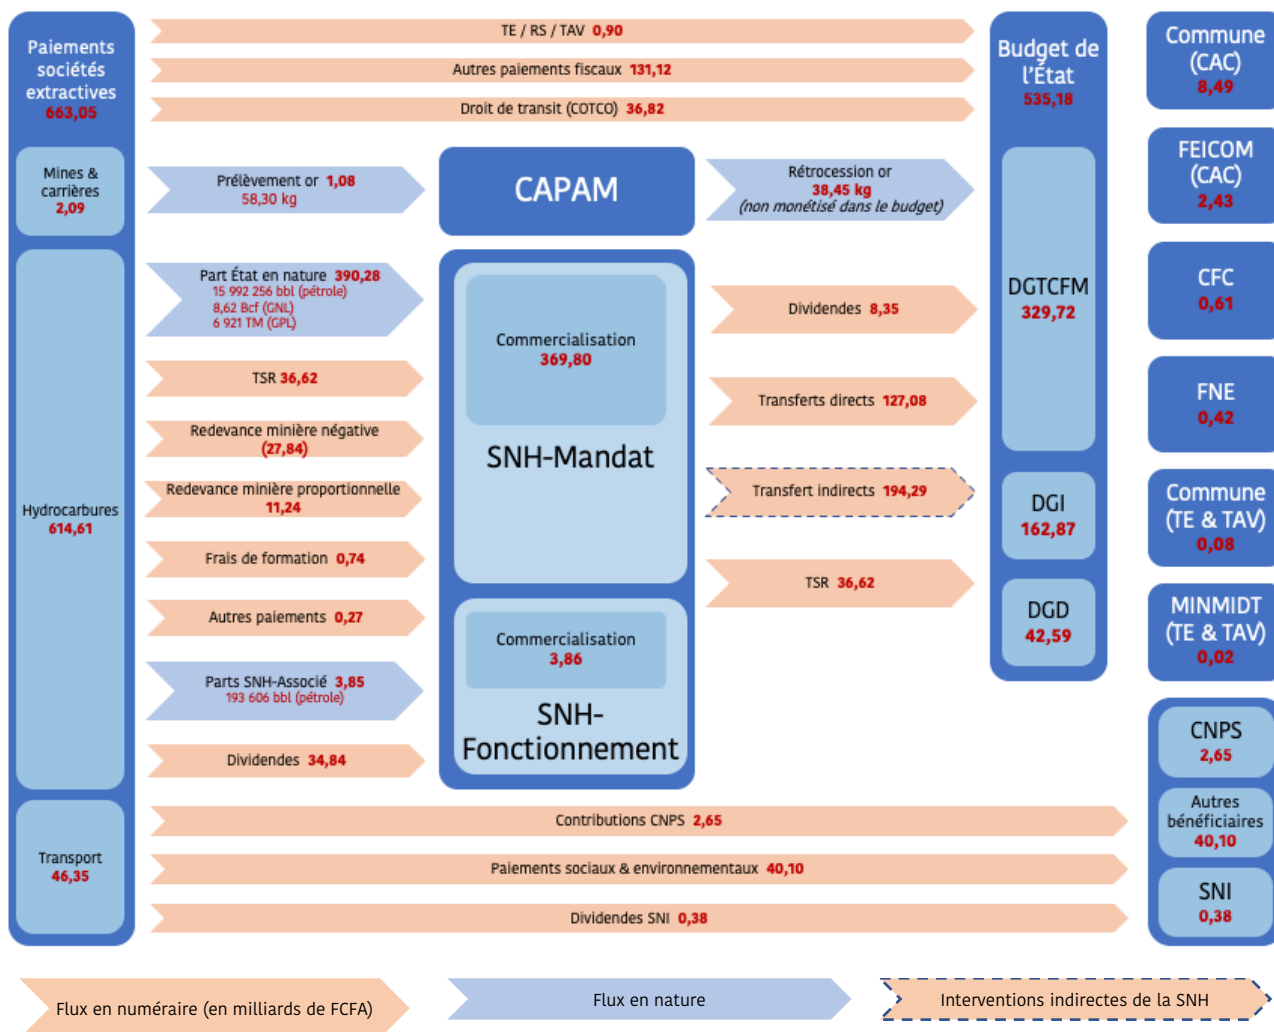 Paiements
sociétés
extractives
663,05
Mines &
carrières
2,09
Hydrocarbures
614,61
Transport
46,35
TE / RS / TAV 0,90
Autres paiements fiscaux 131,12
Droit de transit (COTCO) 36,82
Prélèvement or 1,08
58,30 kg
Part État en nature 390,28
15 992 256 bbl (pétrole)
8,62 Bcf (GNL)
6 921 TM (GPL)
TSR 36,62
Redevance minière négative
(27,84)
Redevance minière proportionnelle
11,24
Frais de formation 0,74
Autres paiements 0,27
Parts SNH-Associé 3,85
193 606 bbl (pétrole)
Dividendes 34,84
CAPAM
Commercialisation
369,80
SNH-Mandat
Commercialisation
3,86
SNH-
Fonctionnement
Rétrocession or
38,45 kg
(non monétisé dans le budget)
Dividendes 8,35
Transferts directs 127,08
Transfert indirects 194,29
TSR 36,62
Contributions CNPS 2,65
Paiements sociaux & environnementaux 40,10
Dividendes SNI 0,38
Budget de
l'État
535,18
DGTCFM
329,72
DGI
162,87
DGD
42,59
Commune
(CAC)
8,49
FEICOM
(CAC)
2,43
CFC
0,61
FNE
0,42
Commune
(TE & TAV)
0,08
MINMIDT
(TE & TAV)
0,02
CNPS
2,65
Autres
bénéficiaires
40,10
SNI
0,38
Flux en numéraire (en milliards de FCFA)
Flux en nature
Interventions indirectes de la SNH